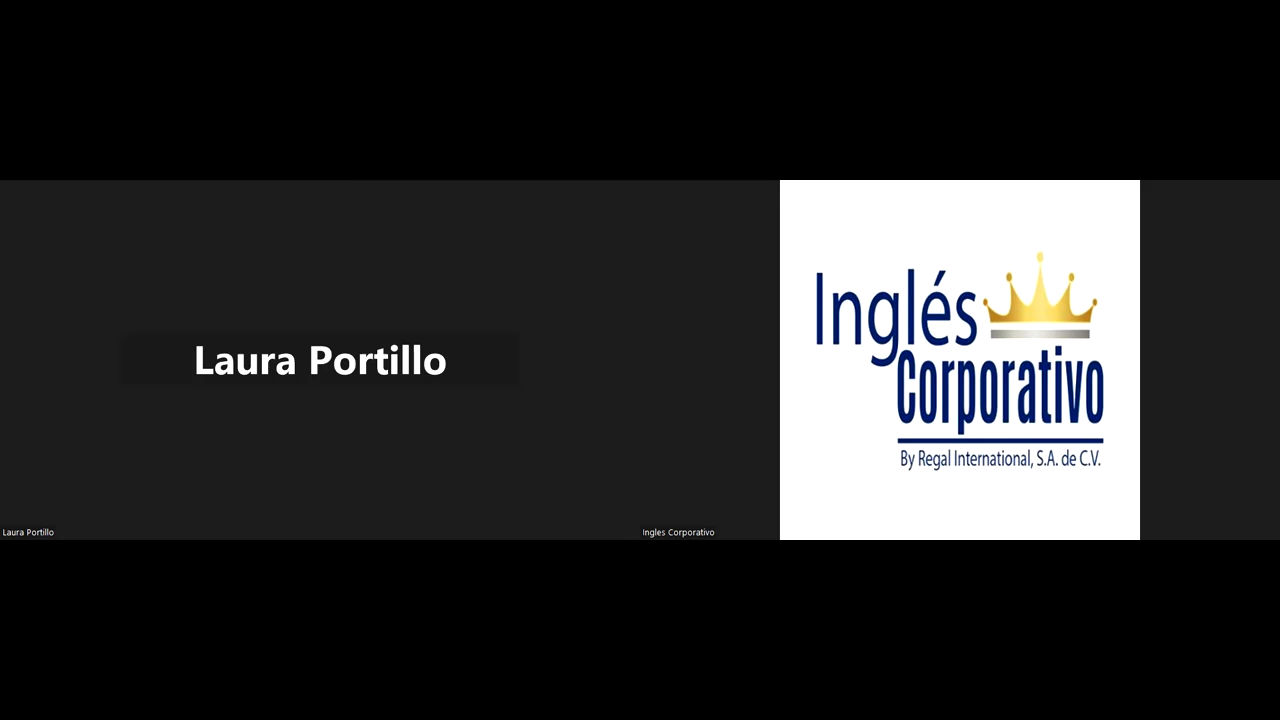 Laura Portillo
Laura Portillo
Inglés
Corporativo
By Regal International, S.A. de C.V.
Ingles Corporativo